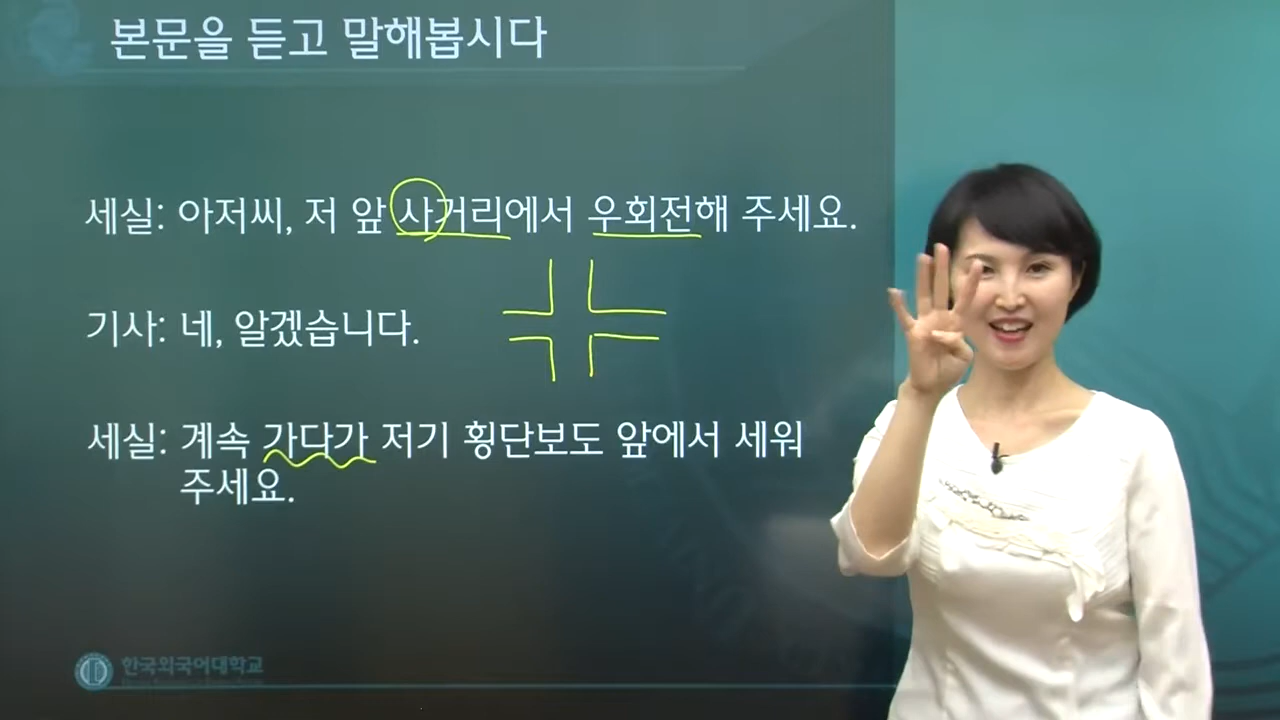 본문을 듣고 말해봅시다
세실: 아저씨, 저 앞 사거리에서 우회전해 주세요.
기사: 네, 알겠습니다.
세실: 계속 가다가 저기 횡단보도 앞에서 세워
주세요.
한국외국어대학교